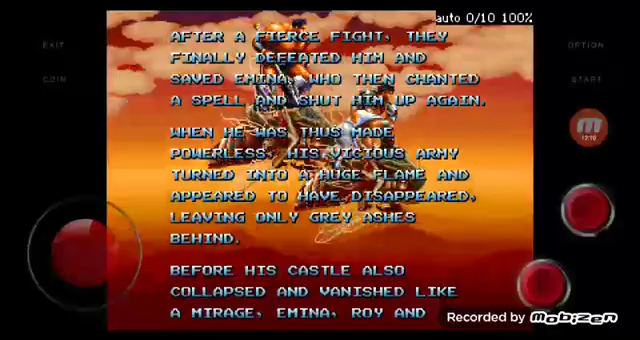 auto 0/10 100%
EXIT
OPTION
COIN
START
AFTER A FIERCE FIGHT, THEY
FINALLY DEFEATED HIM AND
SAVED EMINA, WHO THEN CHANTED
A SPELL AND SHUT HIM UP AGAIN.
WHEN HE WAS THUS MADE
POWERLESS, HIS VICIOUS ARMY
TURNED INTO A HUGE FLAME AND
APPEARED TO HAVE DISAPPEARED,
LEAVING ONLY GREY ASHES
BEHIND.
BEFORE HIS CASTLE ALSO
COLLAPSED AND VANISHED LIKE
A MIRAGE, EMINA, ROY AND
12:10
Recorded by Mobizen